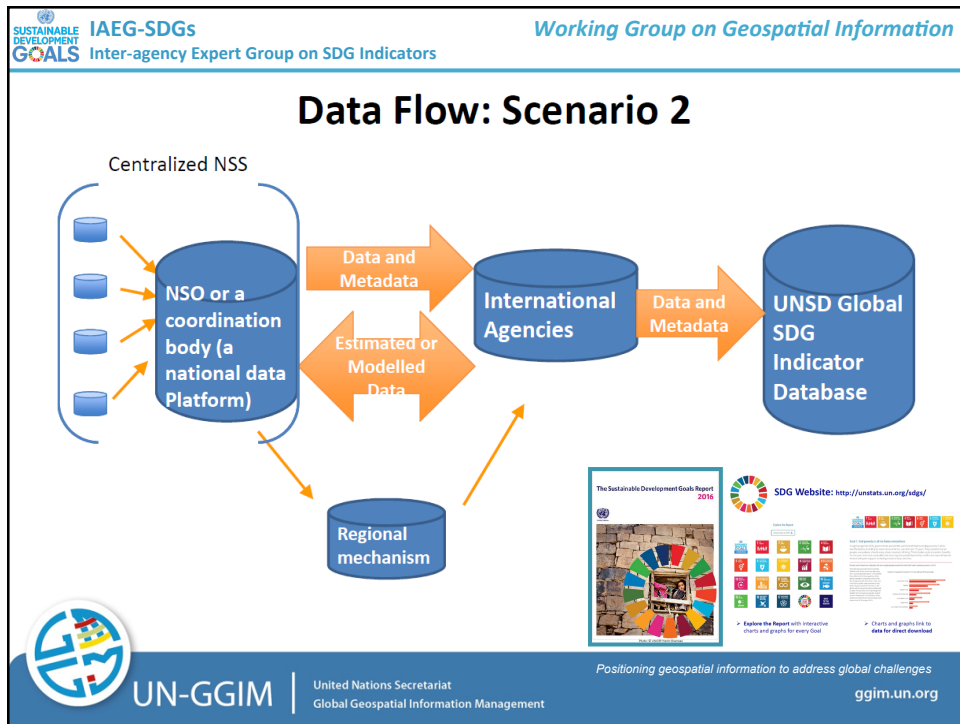 SUSTAINABLE
DEVELOPMENT
GOALS
IAEG-SDGs
Inter-agency Expert Group on SDG Indicators
Working Group on Geospatial Information
Data Flow: Scenario 2
Centralized NSS
NSO or a
coordination
body (a
national data
Platform)
Data and
Metadata
Estimated or
Modelled
Data
International
Agencies
Data and
Metadata
UNSD Global
SDG
Indicator
Database
Regional
mechanism
The Sustainable Development Goals Report
2016
SDG Website: http://unstats.un.org/sdgs/
➢ Explore the Report with interactive
charts and graphs for every Goal
➢ Charts and graphs link to
data for direct download
UN-GGIM
United Nations Secretariat
Global Geospatial Information Management
Positioning geospatial information to address global challenges
ggim.un.org